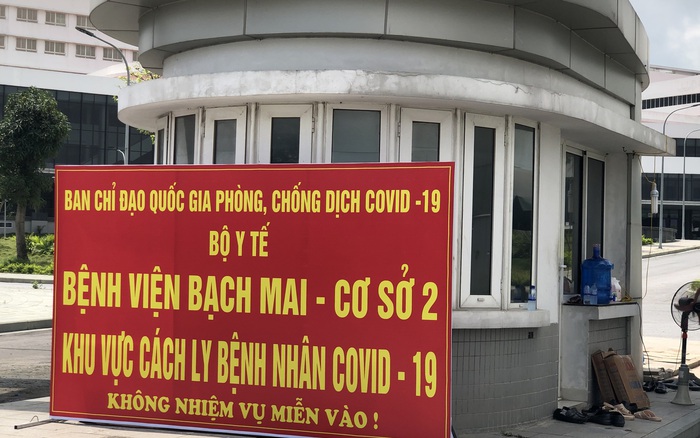 BAN CHỈ ĐẠO QUỐC GIA PHÒNG, CHỐNG DỊCH COVID -19
BỘ Y TẾ
BỆNH VIỆN BẠCH MAI - CƠ SỞ 2
KHU VỰC CÁCH LY BỆNH NHÂN COVID - 19
KHÔNG NHIỆM VỤ MIỄN VÀO !